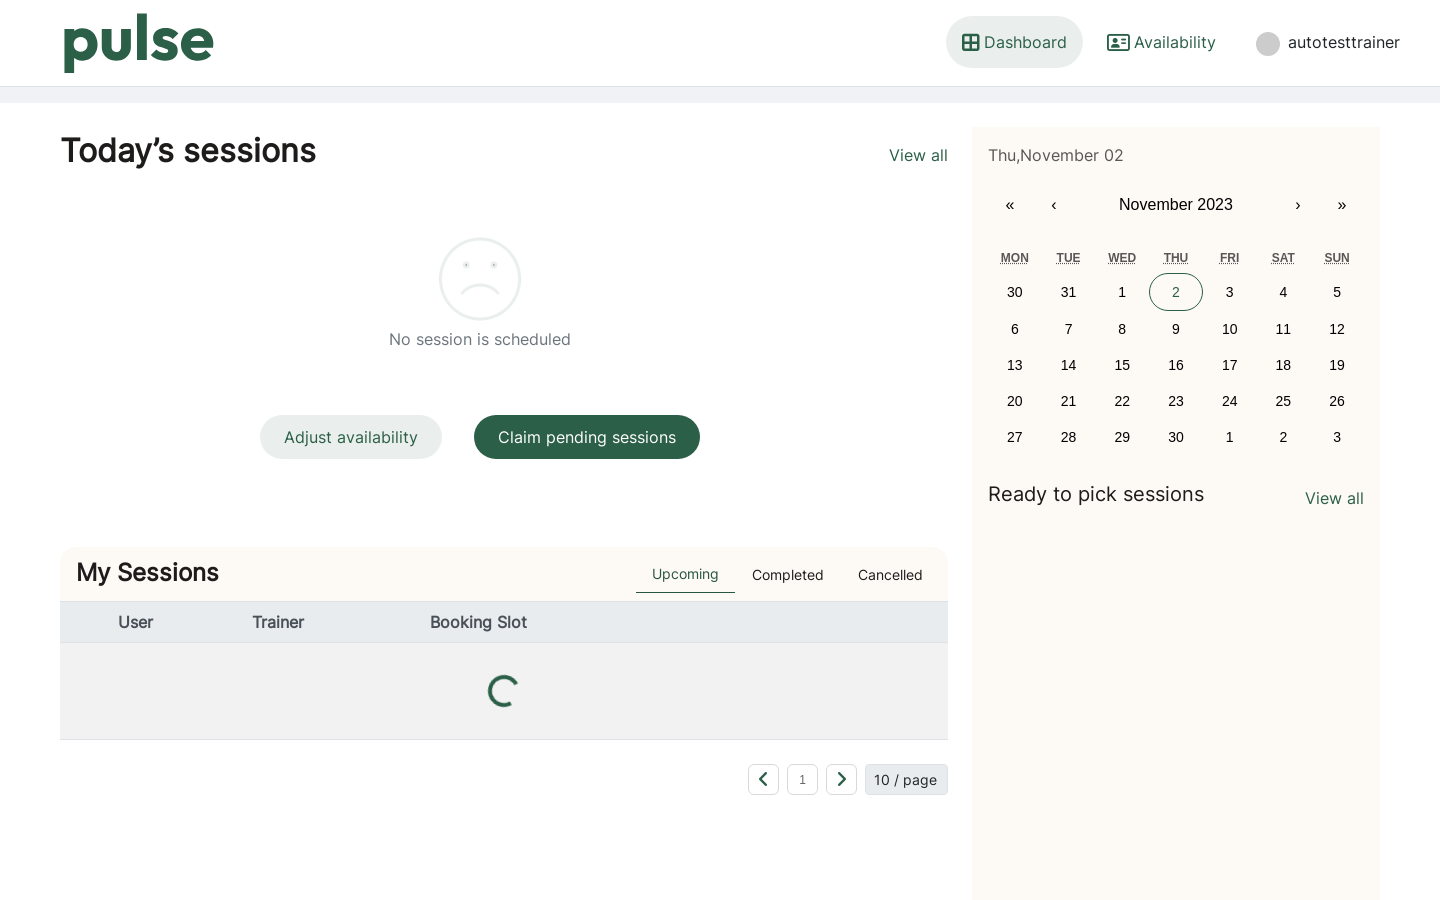 pulse
Dashboard
Availability
autotesttrainer
Today’s sessions
View all
No session is scheduled
Adjust availability
Claim pending sessions
My Sessions
Upcoming
Completed
Cancelled
User Trainer Booking Slot
1
10 / page
Thu,November 02
« ‹ November 2023 › »
MON TUE WED THU FRI SAT SUN
30 31 1 2 3 4 5
6 7 8 9 10 11 12
13 14 15 16 17 18 19
20 21 22 23 24 25 26
27 28 29 30 1 2 3
Ready to pick sessions
View all